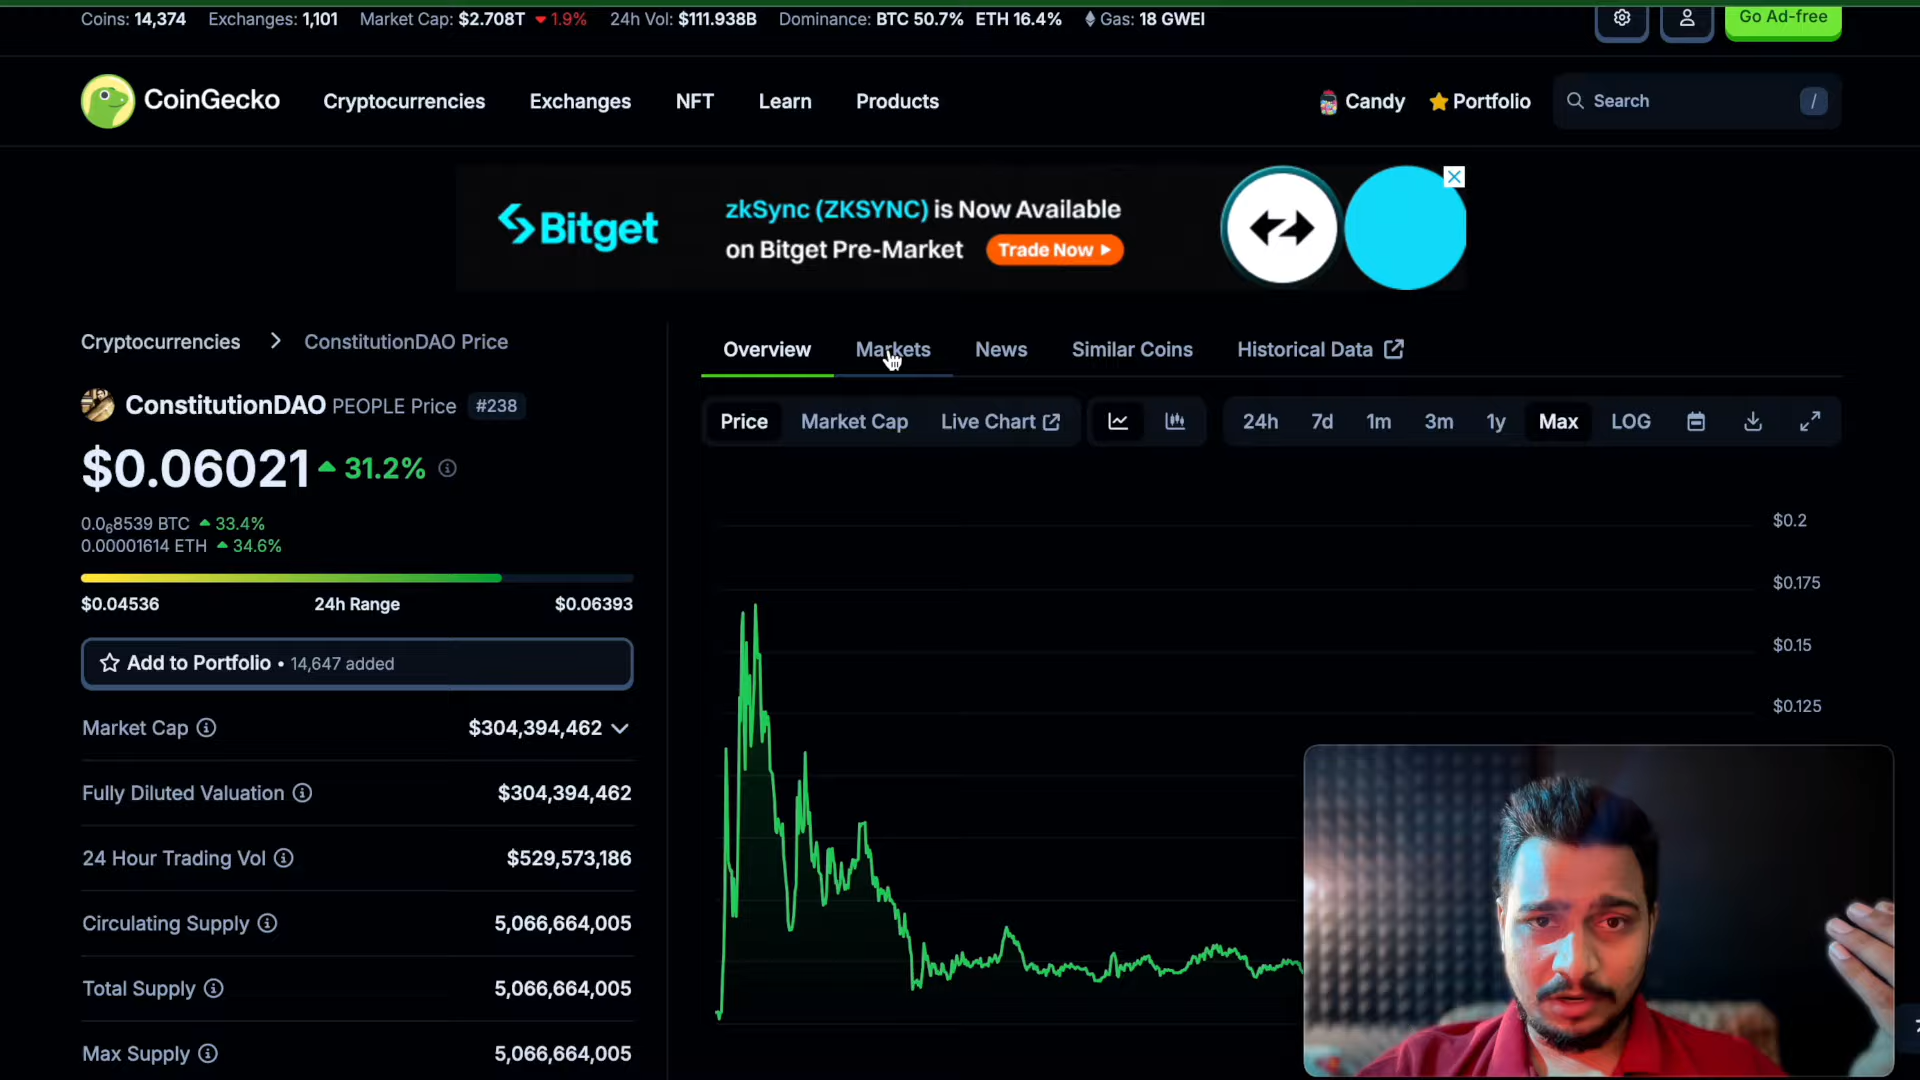 Coins: 14,374 Exchanges: 1,101 Market Cap: $2.708T 1.9% 24h Vol: $111.938B Dominance: BTC 50.7% ETH 16.4% Gas: 18 GWEI
Go Ad-free
CoinGecko Cryptocurrencies Exchanges NFT Learn Products Candy Portfolio Search /
Bitget
zkSync (ZKSYNC) is Now Available
on Bitget Pre-Market Trade Now
Cryptocurrencies > ConstitutionDAO Price
ConstitutionDAO PEOPLE Price #238
$0.06021 31.2%
0.0₆8539 BTC 33.4%
0.00001614 ETH 34.6%
$0.04536 24h Range $0.06393
Add to Portfolio • 14,647 added
Market Cap $304,394,462
Fully Diluted Valuation $304,394,462
24 Hour Trading Vol $529,573,186
Circulating Supply 5,066,664,005
Total Supply 5,066,664,005
Max Supply 5,066,664,005
Overview Markets News Similar Coins Historical Data
Price Market Cap Live Chart 24h 7d 1m 3m 1y Max LOG
$0.2
$0.175
$0.15
$0.125